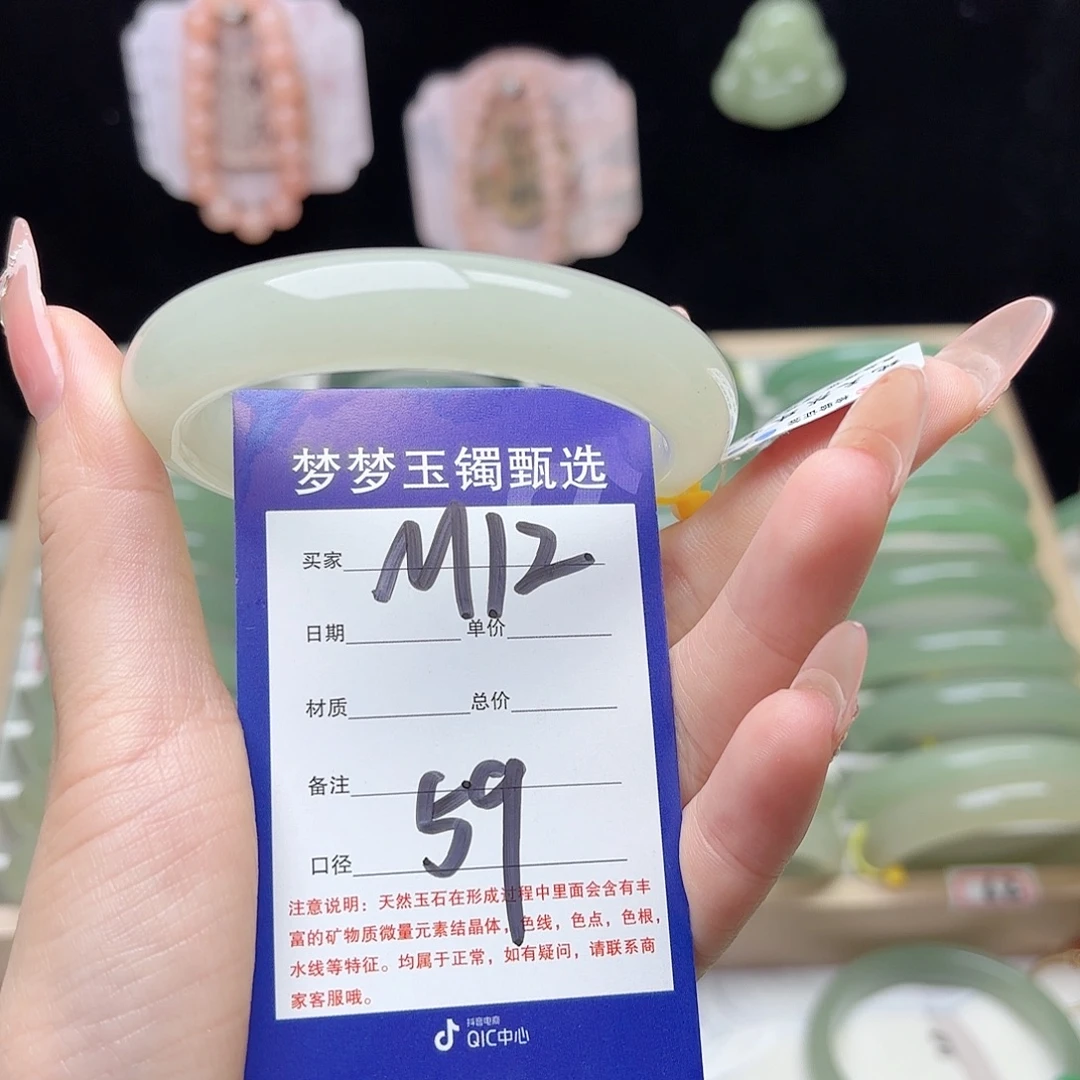 梦梦玉镯甄选
买家 M12
日期 单价
材质 总价
备注
口径 59
注意说明：天然玉石在形成过程中里面会含有丰
富的矿物质微量元素结晶体，色线，色点，色根，
水线等特征。均属于正常，如有疑问，请联系商
家客服哦。
抖音电商
QIC中心